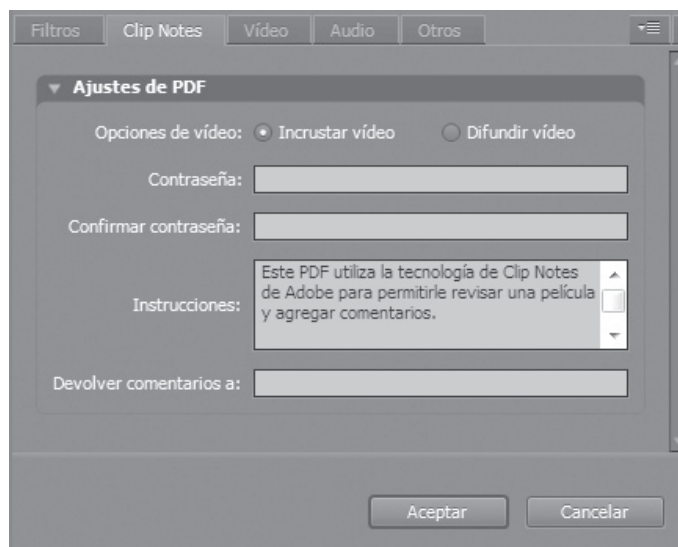 Filtros Clip Notes Vídeo Audio Otros
Ajustes de PDF
Opciones de vídeo: Incrustar vídeo Difundir vídeo
Contraseña:
Confirmar contraseña:
Instrucciones: Este PDF utiliza la tecnología de Clip Notes
de Adobe para permitirle revisar una película
y agregar comentarios.
Devolver comentarios a:
Aceptar Cancelar